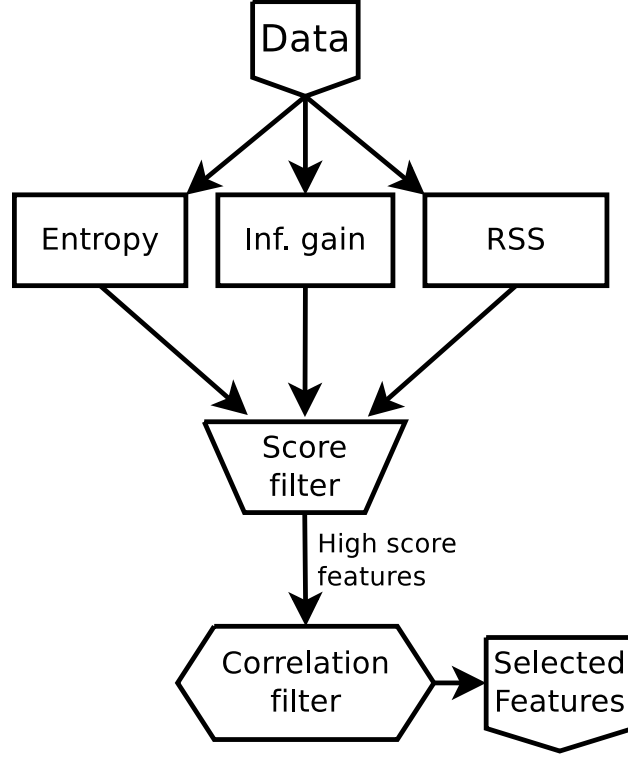 Data
Entropy
Inf. gain
RSS
Score
filter
High score
features
Correlation
filter
Selected
Features